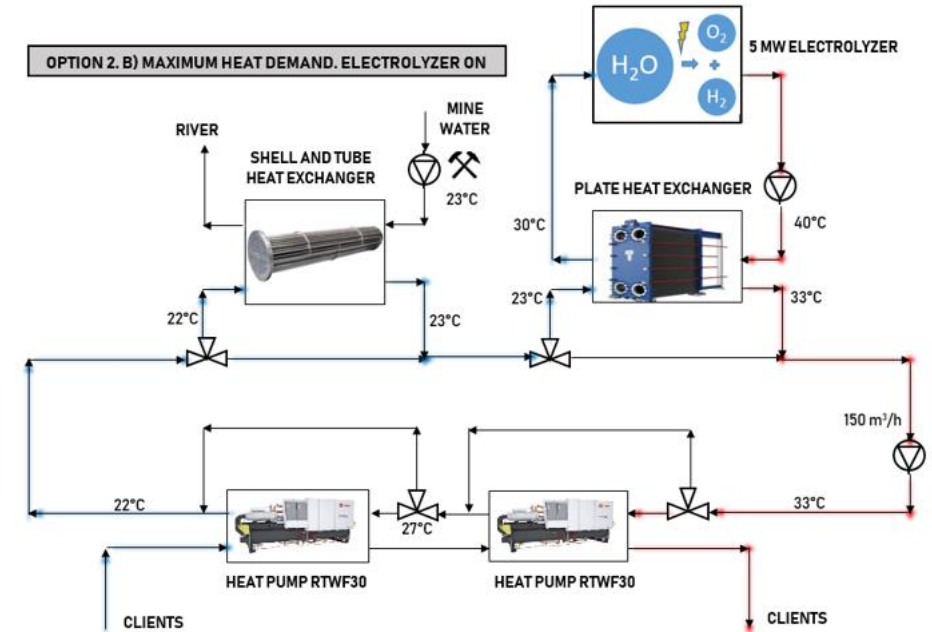 OPTION 2. B) MAXIMUM HEAT DEMAND. ELECTROLYZER ON
H₂O
O₂
+
H₂
5 MW ELECTROLYZER
MINE
WATER
RIVER
SHELL AND TUBE
HEAT EXCHANGER
23°C
PLATE HEAT EXCHANGER
30°C
40°C
22°C
23°C
23°C
33°C
150 m³/h
22°C
27°C
33°C
HEAT PUMP RTWF30
HEAT PUMP RTWF30
CLIENTS
CLIENTS